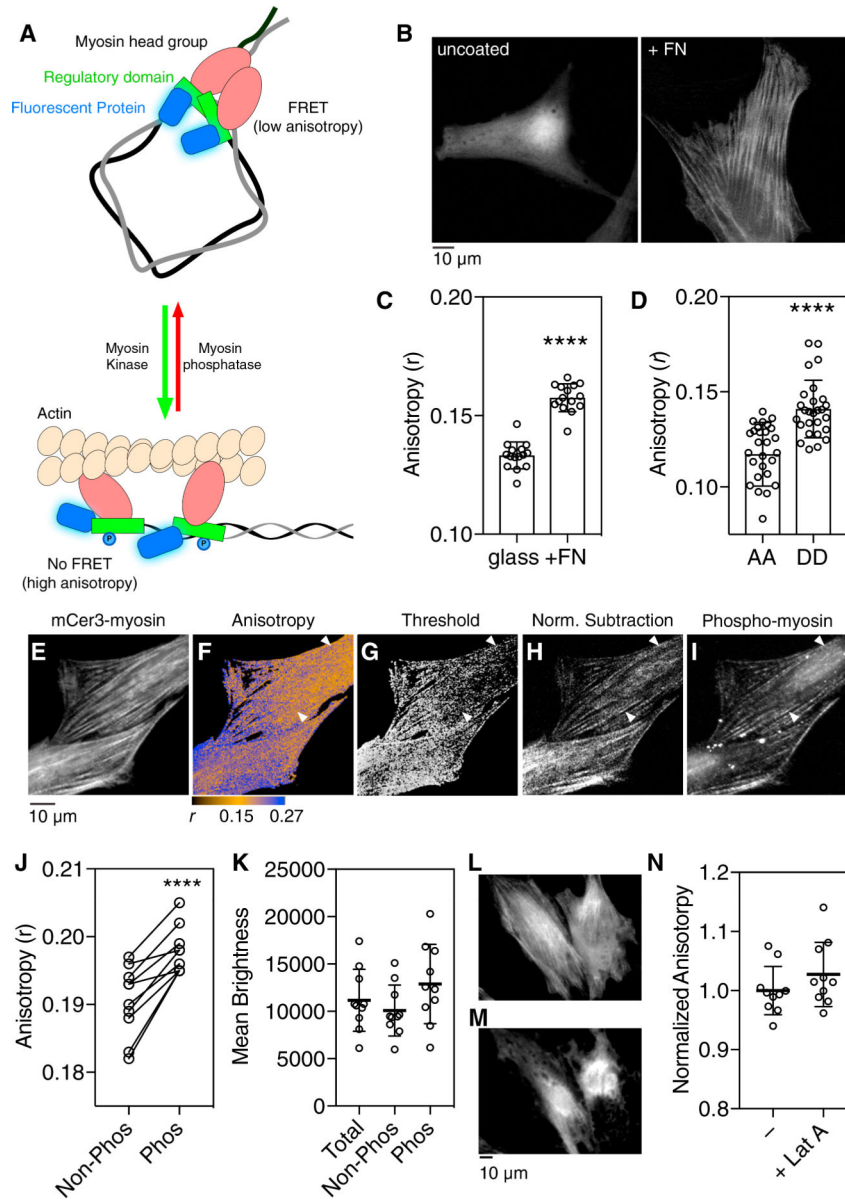 A
Myosin head group
Regulatory domain
Fluorescent Protein
FRET
(low anisotropy)
Myosin
Kinase
Myosin
phosphatase
Actin
P
P
No FRET
(high anisotropy)
B
uncoated
+ FN
10 µm
C
0.20
****
Anisotropy (r)
0.15
0.10
glass +FN
D
0.20
****
Anisotropy (r)
0.15
0.10
AA DD
mCer3-myosin
Anisotropy
Threshold
Norm. Subtraction
Phospho-myosin
E
F
G
H
I
10 µm
r 0.15 0.27
J
0.21
****
0.20
Anisotropy (r)
0.19
0.18
Non-Phos
Phos
K
25000
20000
Mean Brightness
15000
10000
5000
0
Total
Non-Phos
Phos
L
M
10 µm
N
1.2
Normalized Anisotorpy
1.1
1.0
0.9
0.8
–
+ Lat A